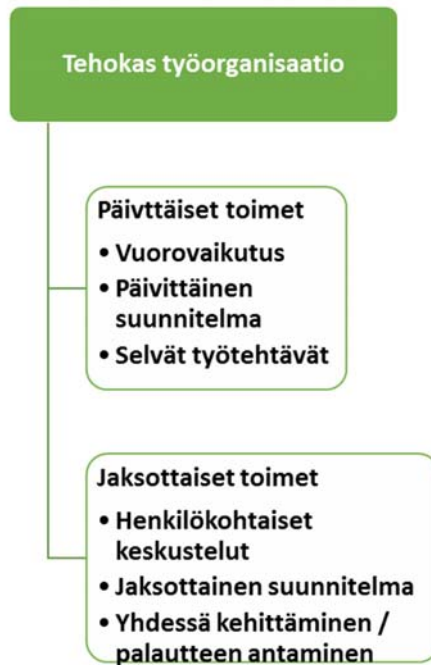 Tehokas työorganisaatio
Päivttäiset toimet
• Vuorovaikutus
• Päivittäinen
suunnitelma
• Selvät työtehtävät
Jaksottaiset toimet
• Henkilökohtaiset
keskustelut
• Jaksottainen suunnitelma
• Yhdessä kehittäminen /
palautteen antaminen